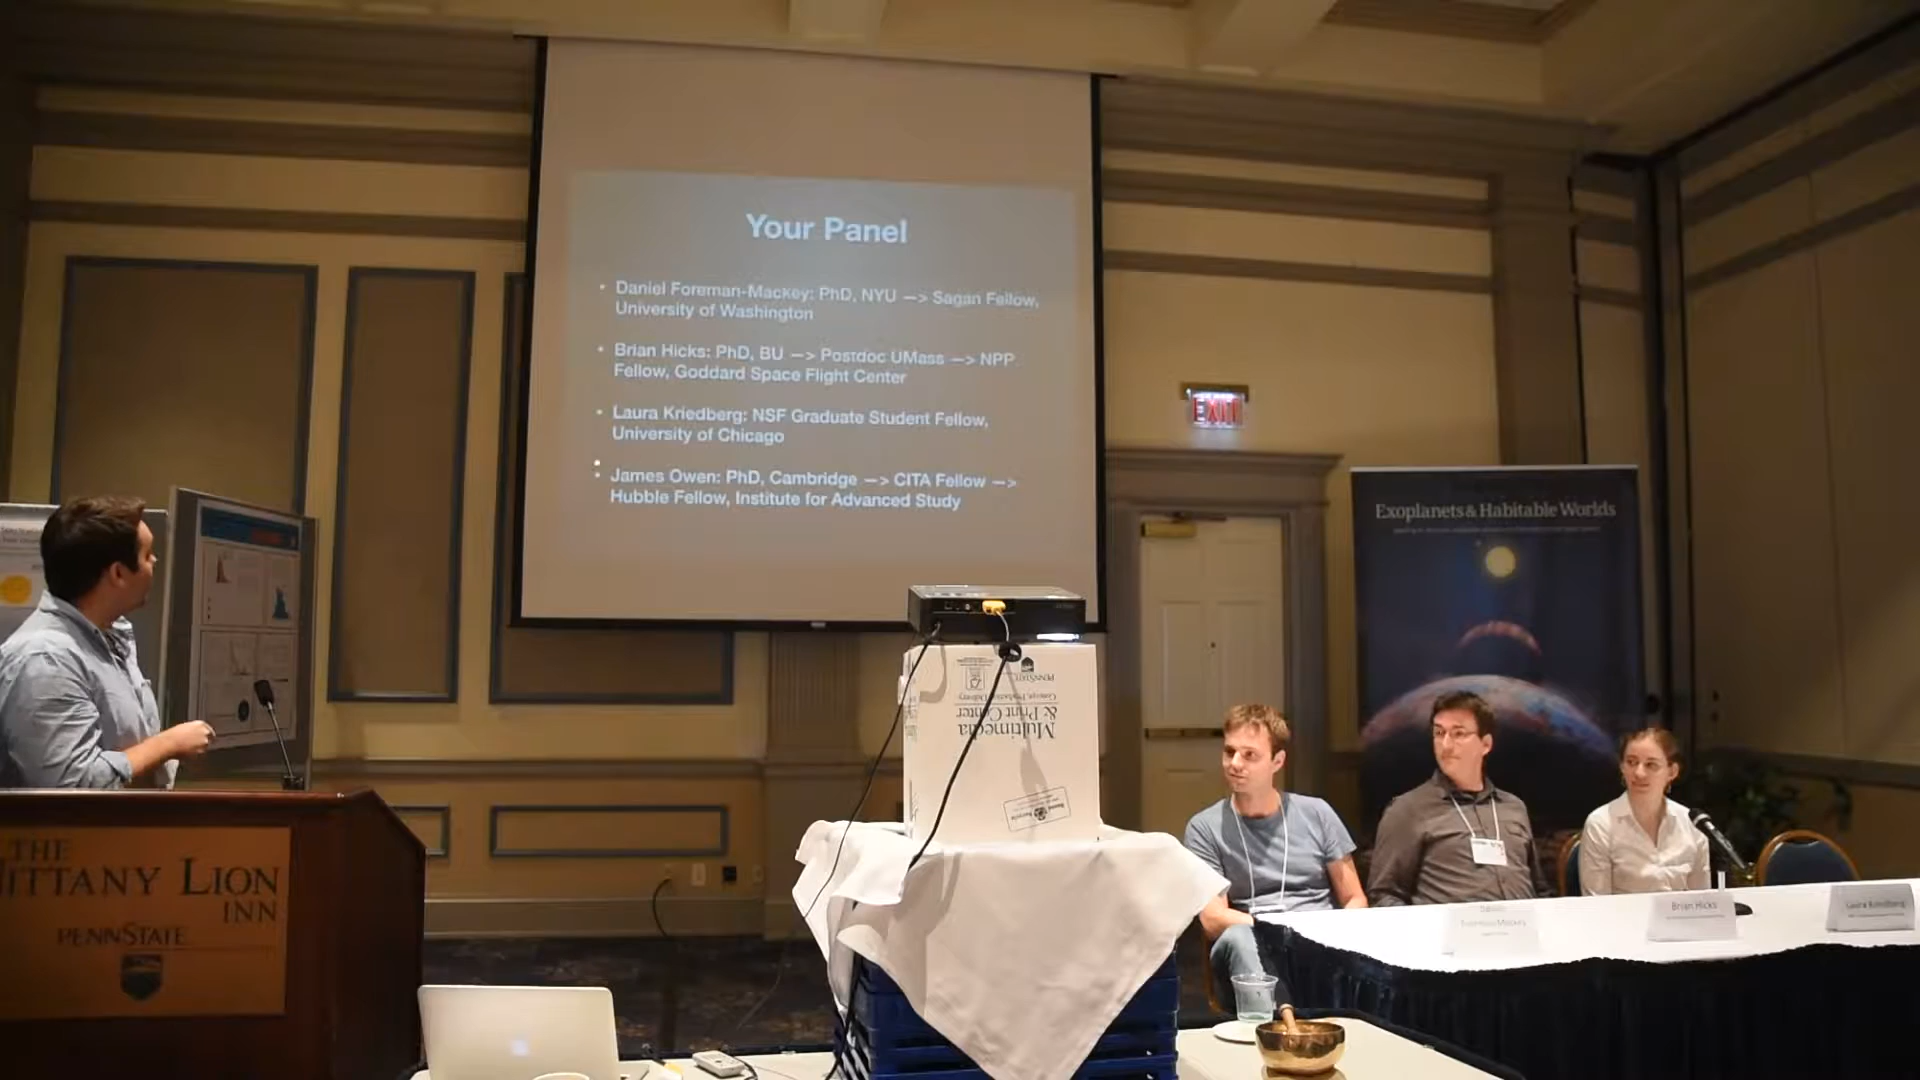 Your Panel
• Daniel Foreman-Mackey: PhD, NYU —> Sagan Fellow,
University of Washington
• Brian Hicks: PhD, BU —> Postdoc UMass —> NPP
Fellow, Goddard Space Flight Center
• Laura Kriedberg: NSF Graduate Student Fellow,
University of Chicago
• James Owen: PhD, Cambridge —> CITA Fellow —>
Hubble Fellow, Institute for Advanced Study
EXIT
Exoplanets & Habitable Worlds
PENNSTATE
Multimedia
& Print Center
THE
ITTANY LION
INN
PENNSTATE
Foreman-Mackey
Brian Hicks
Laura Kreidberg